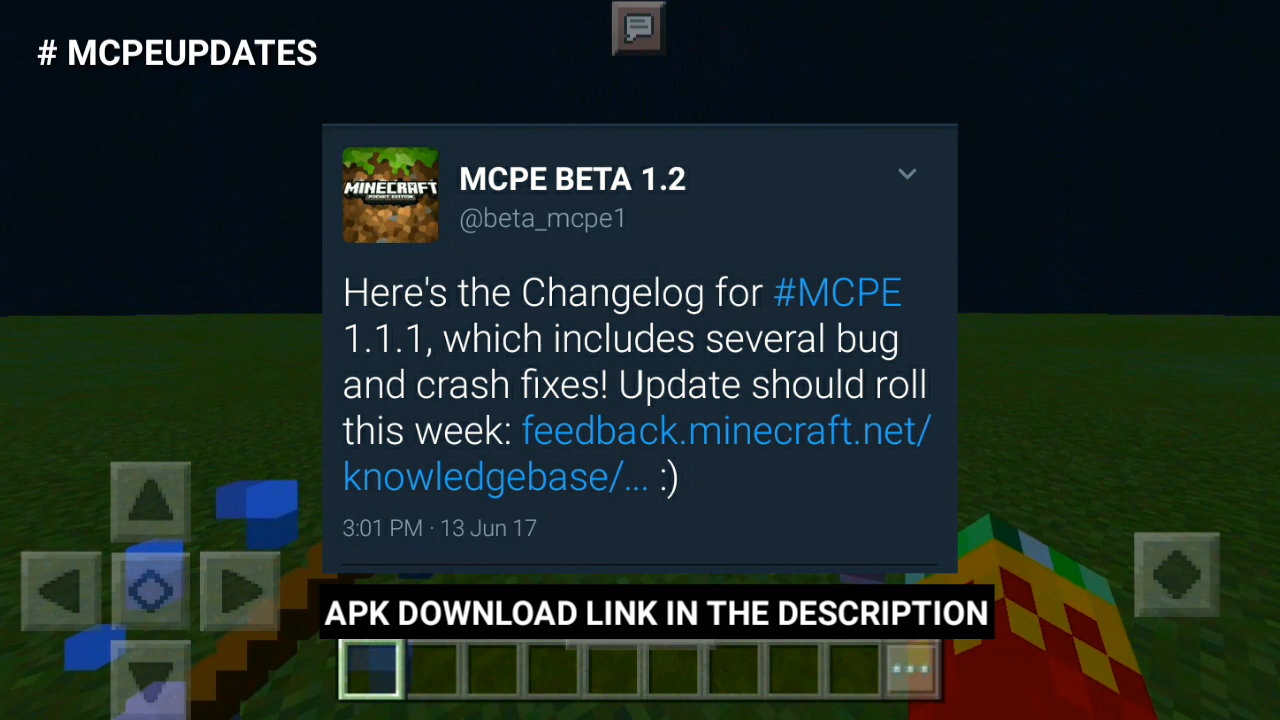 # MCPEUPDATES
MINECRAFT
POCKET EDITION
MCPE BETA 1.2
@beta_mcpe1
Here's the Changelog for #MCPE
1.1.1, which includes several bug
and crash fixes! Update should roll
this week: feedback.minecraft.net/
knowledgebase/... :)
3:01 PM · 13 Jun 17
APK DOWNLOAD LINK IN THE DESCRIPTION